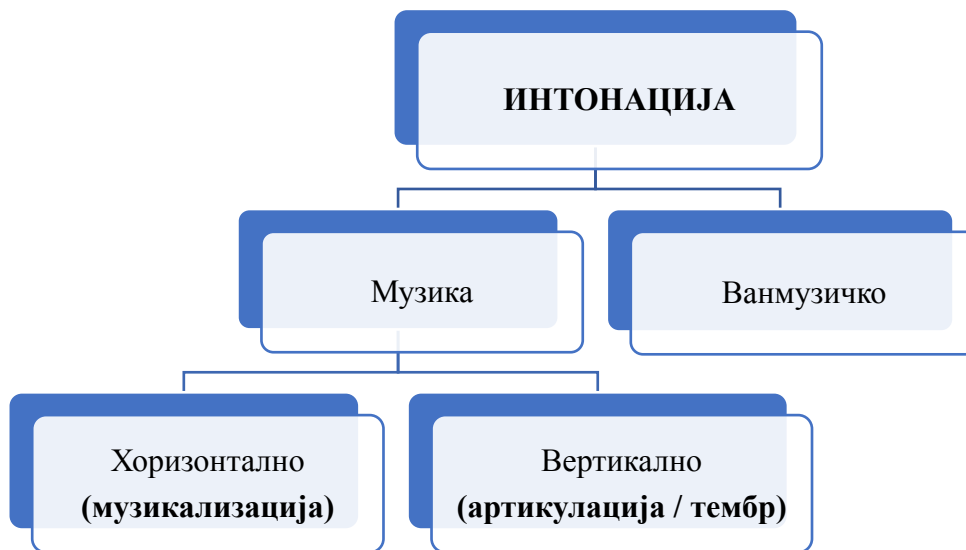 ИНТОНАЦИЈА
Музика
Ванмузичко
Хоризонтално
(музикализација)
Вертикално
(артикулација / тембр)